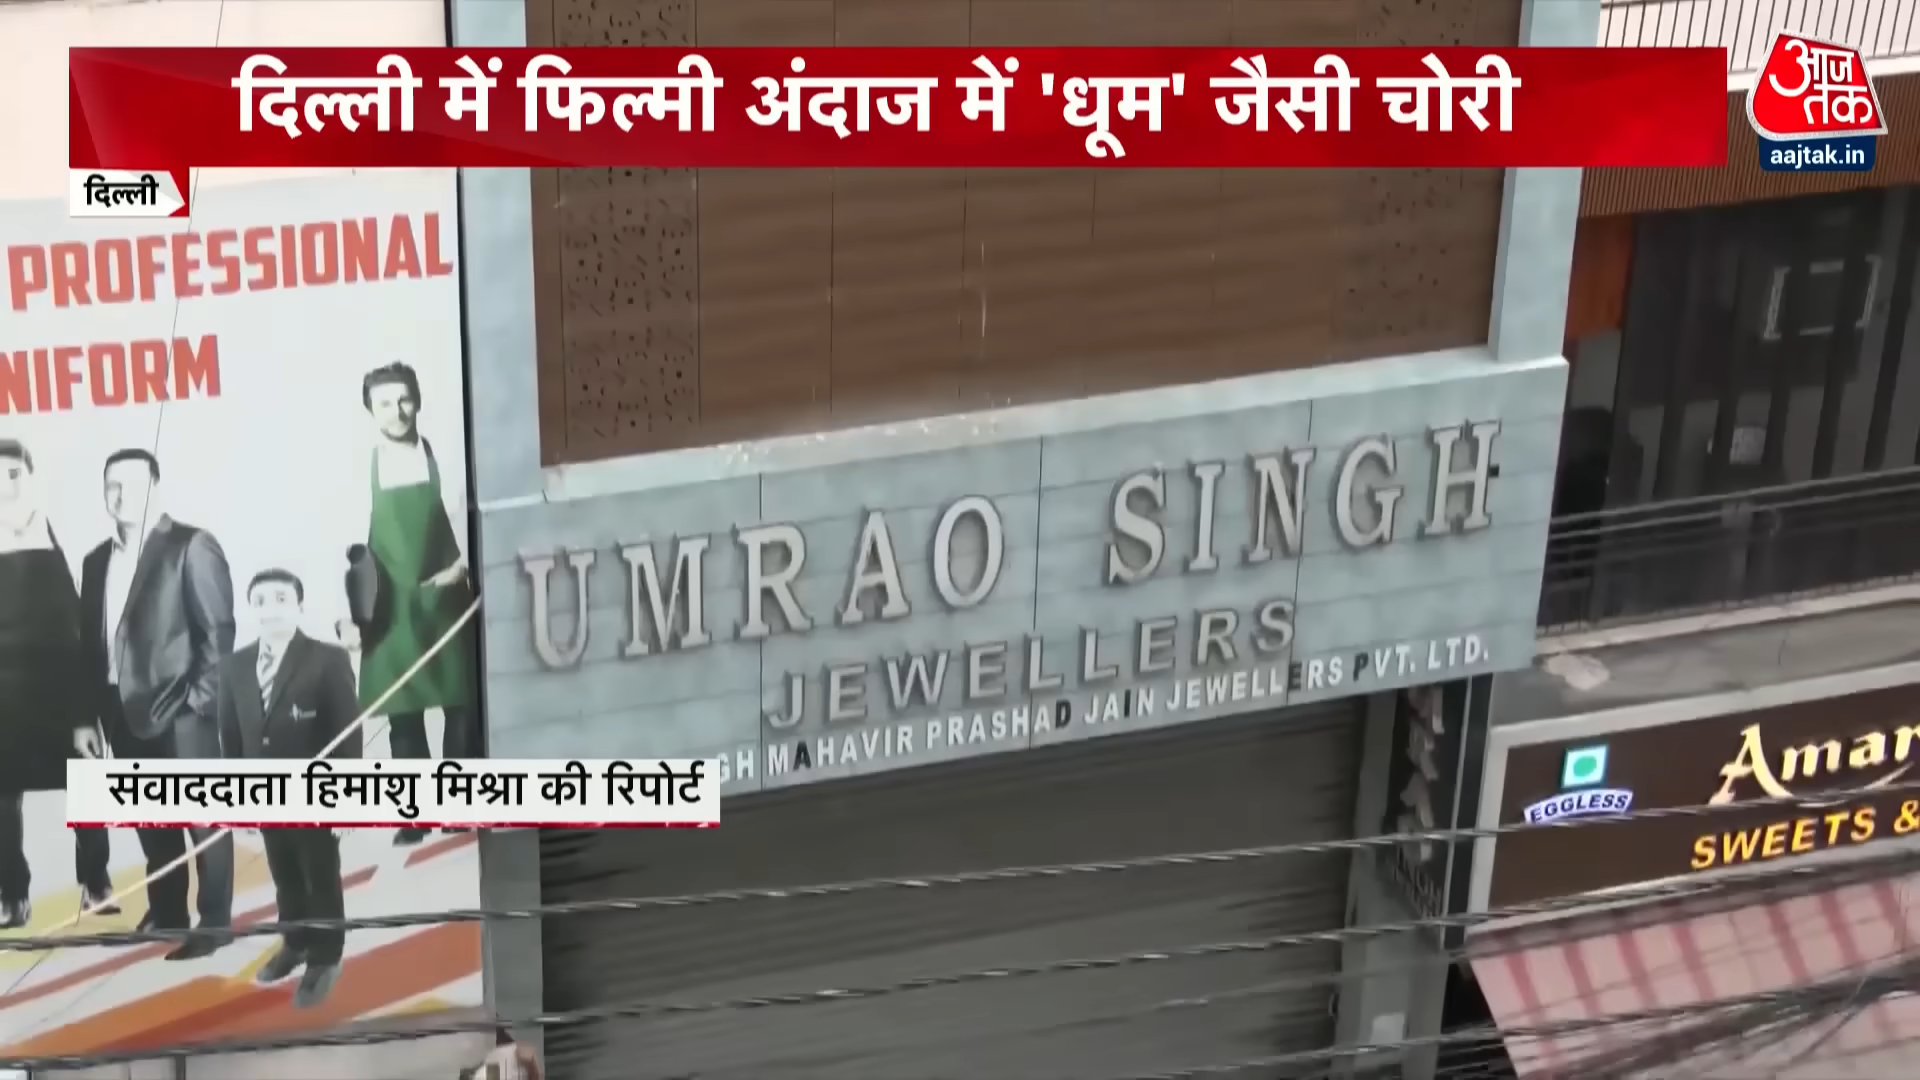 दिल्ली में फिल्मी अंदाज में 'धूम' जैसी चोरी
आज तक
aajtak.in
दिल्ली
PROFESSIONAL
NIFORM
UMRAO SINGH
JEWELLERS
GH MAHAVIR PRASHAD JAIN JEWELLERS PVT. LTD.
संवाददाता हिमांशु मिश्रा की रिपोर्ट
EGGLESS
Amar
SWEETS &